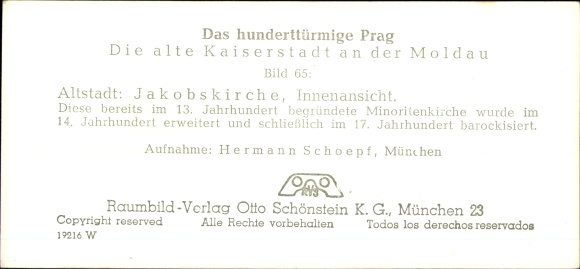 Das hunderttürmige Prag
Die alte Kaiserstadt an der Moldau
Bild 65:
Altstadt: Jakobskirche, Innenansicht.
Diese bereits im 13. Jahrhundert begründete Minoritenkirche wurde im
14. Jahrhundert erweitert und schließlich im 17. Jahrhundert barockisiert.
Aufnahme: Hermann Schoepf, München
RVS
Raumbild-Verlag Otto Schönstein K. G., München 23
Copyright reserved Alle Rechte vorbehalten Todos los derechos reservados
19216 W